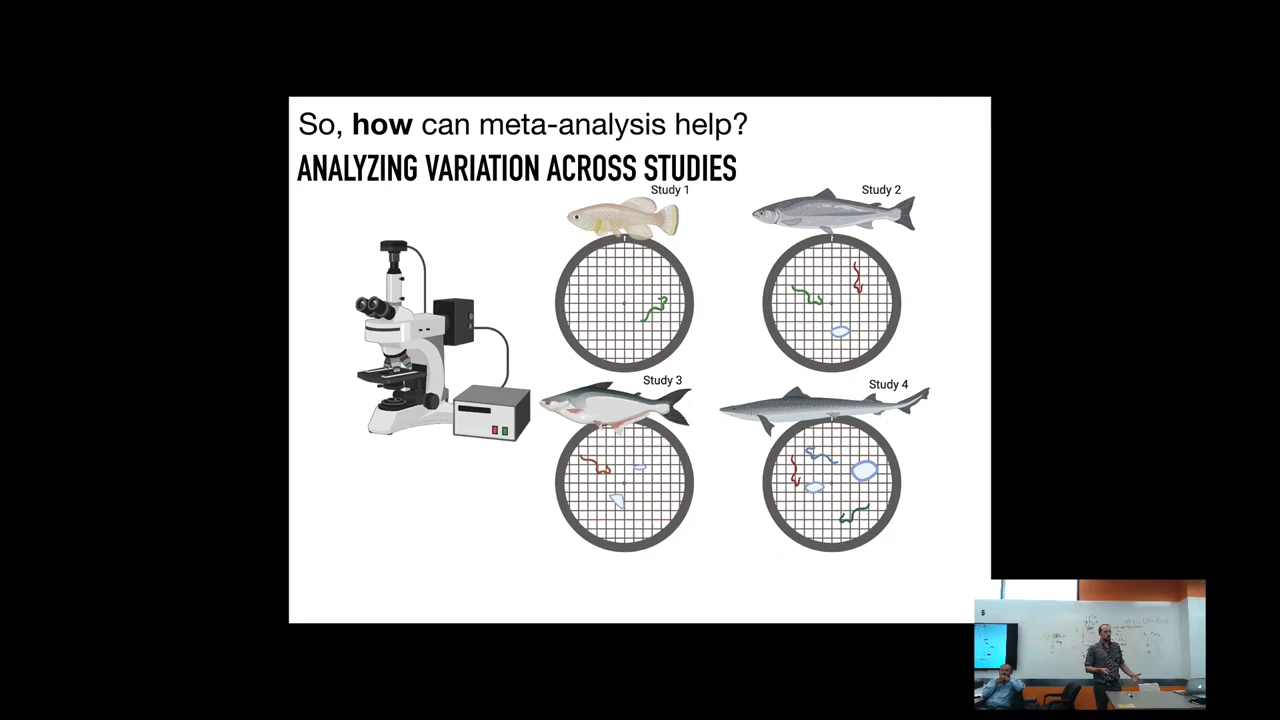 So, how can meta-analysis help?
ANALYZING VARIATION ACROSS STUDIES
Study 1
Study 2
Study 3
Study 4